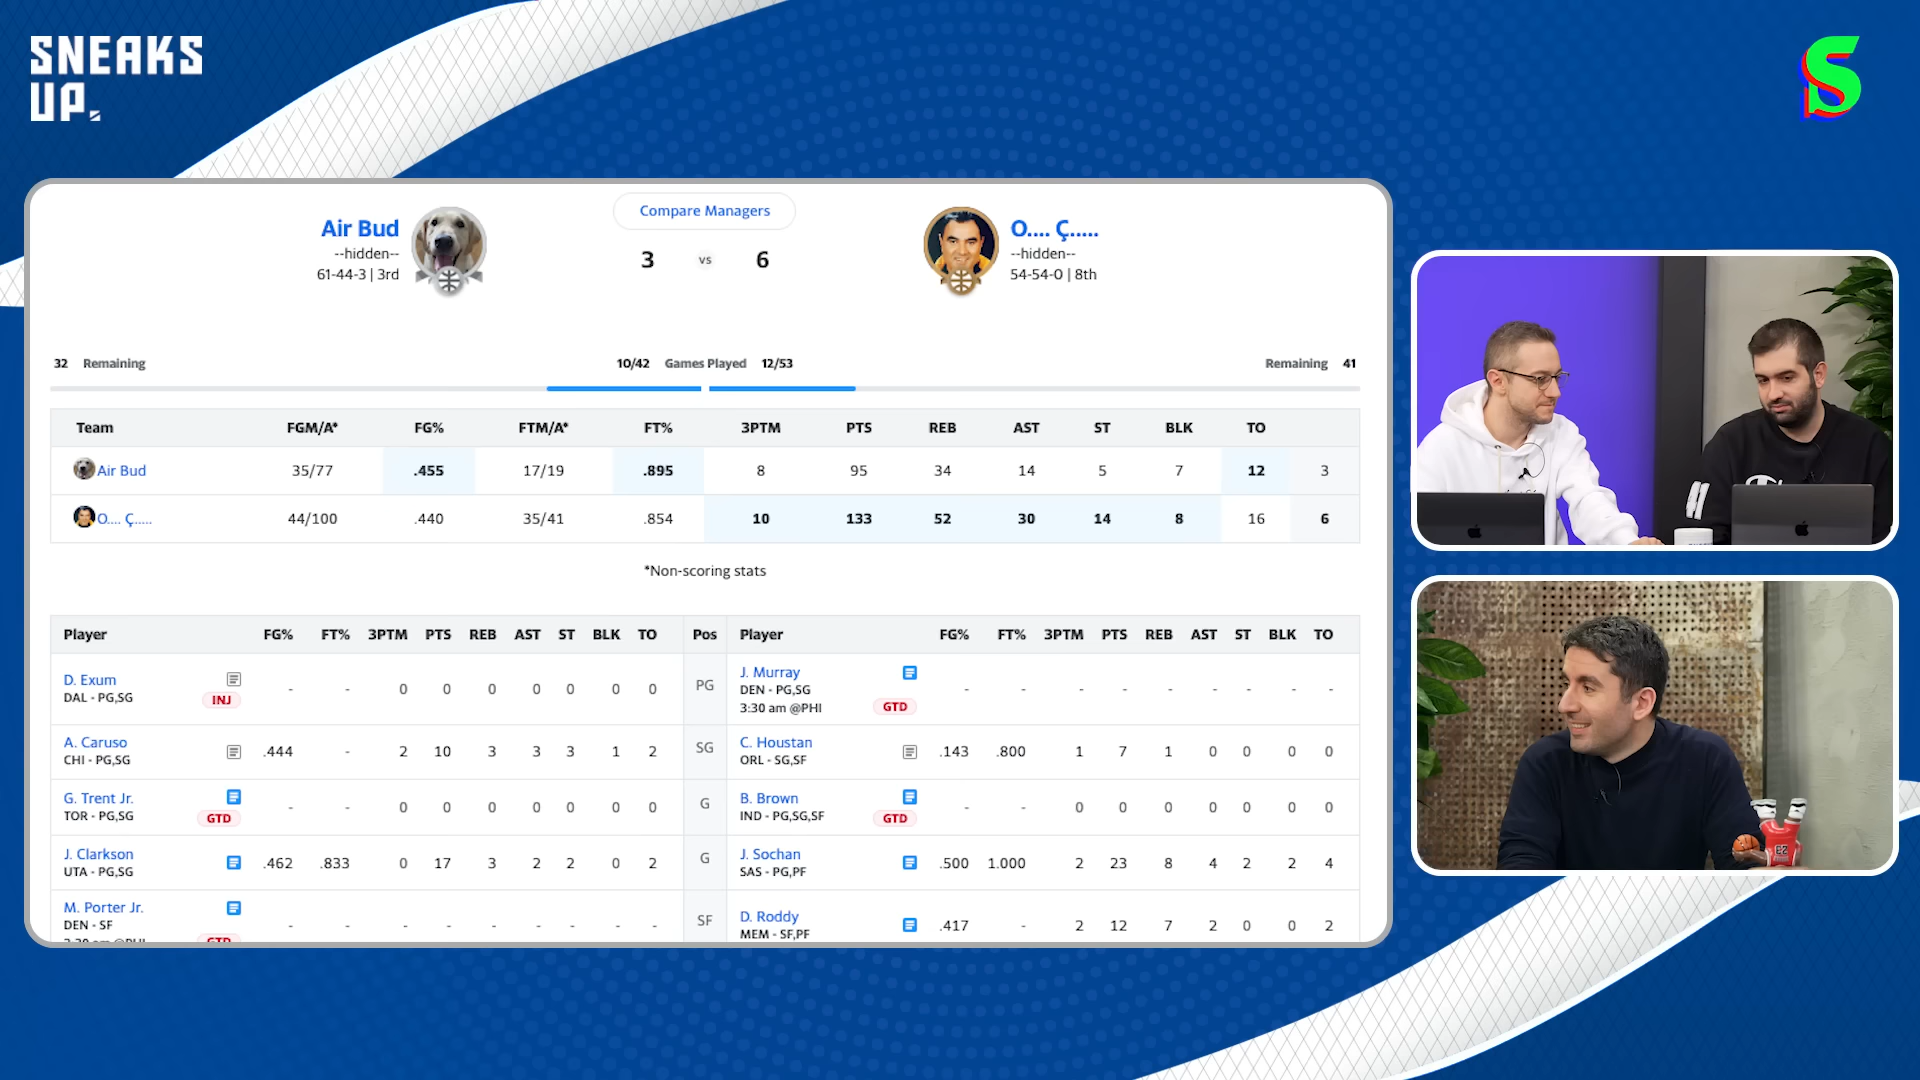 SNEAKS
UP.
S
Compare Managers
Air Bud
--hidden--
61-44-3 | 3rd
3 vs 6
O.... Ç.....
--hidden--
54-54-0 | 8th
32 Remaining 10/42 Games Played 12/53 Remaining 41
Team FGM/A* FG% FTM/A* FT% 3PTM PTS REB AST ST BLK TO
Air Bud 35/77 .455 17/19 .895 8 95 34 14 5 7 12 3
O.... Ç..... 44/100 .440 35/41 .854 10 133 52 30 14 8 16 6
*Non-scoring stats
Player FG% FT% 3PTM PTS REB AST ST BLK TO Pos Player FG% FT% 3PTM PTS REB AST ST BLK TO
D. Exum
DAL - PG,SG
INJ
- - 0 0 0 0 0 0 0
PG
J. Murray
DEN - PG,SG
3:30 am @PHI
GTD
- - - - - - - - -
A. Caruso
CHI - PG,SG
.444 - 2 10 3 3 3 1 2
SG
C. Houstan
ORL - SG,SF
.143 .800 1 7 1 0 0 0 0
G. Trent Jr.
TOR - PG,SG
GTD
- - 0 0 0 0 0 0 0
G
B. Brown
IND - PG,SG,SF
GTD
- - 0 0 0 0 0 0 0
J. Clarkson
UTA - PG,SG
.462 .833 0 17 3 2 2 0 2
G
J. Sochan
SAS - PG,PF
.500 1.000 2 23 8 4 2 2 4
M. Porter Jr.
DEN - SF
3:30 am @PHI
GTD
- - - - - - - - -
SF
D. Roddy
MEM - SF,PF
.417 - 2 12 7 2 0 0 2